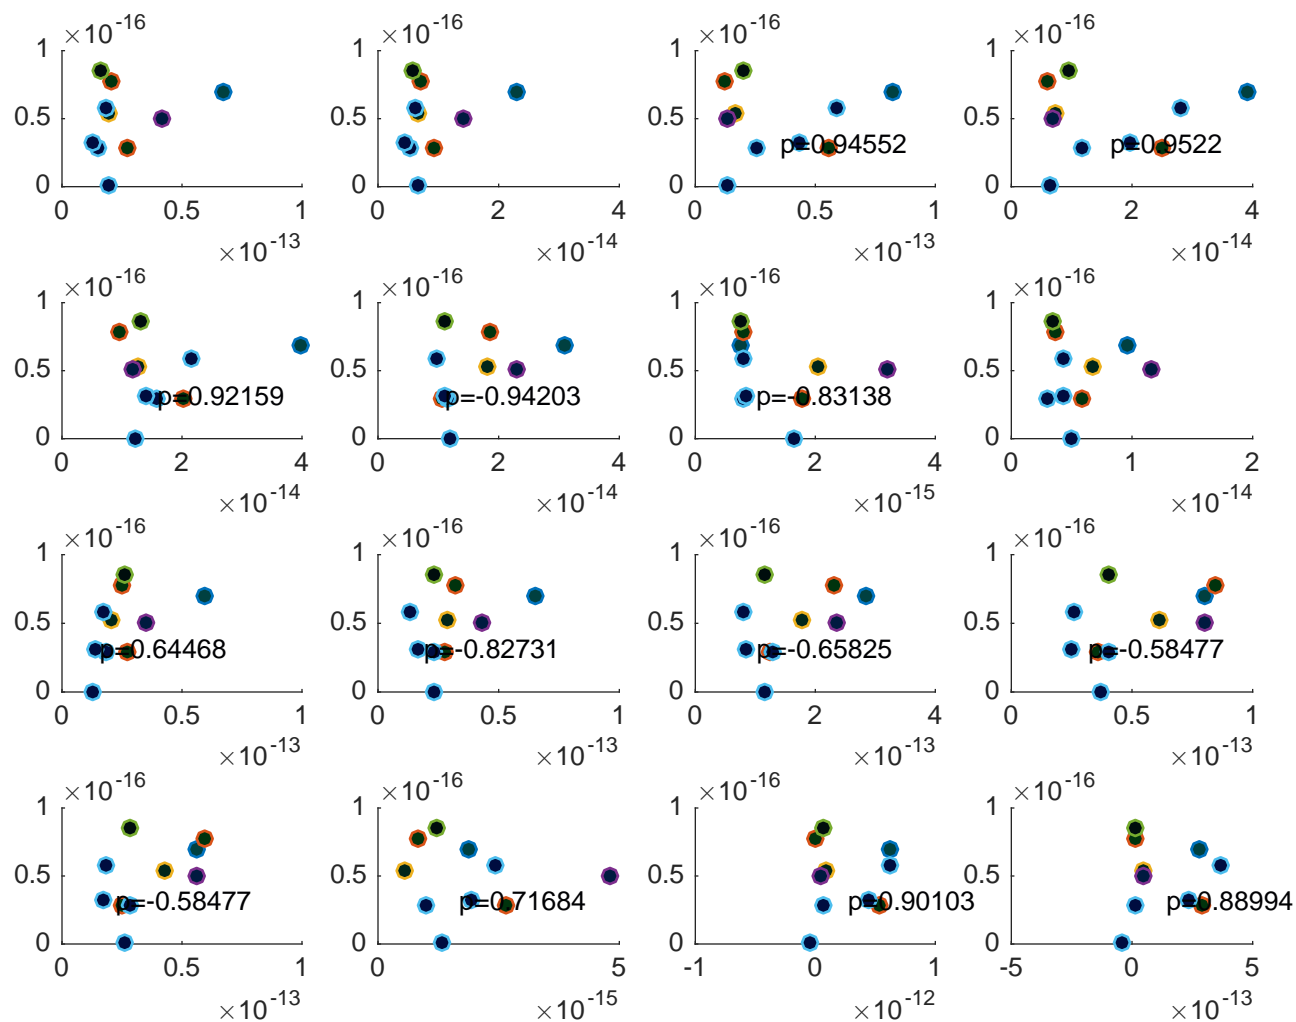 ×10-16 ×10-16 ×10-16 ×10-16
1 1 1 1
0.5 0.5 0.5 p=0.94552 0.5 p=0.9522
0 0 0 0
0 0.5 1 0 2 4 0 0.5 1 0 2 4
×10-13 ×10-14 ×10-13 ×10-14
×10-16 ×10-16 ×10-16 ×10-16
1 1 1 1
0.5 p=0.92159 0.5 p=-0.94203 0.5 p=-0.83138 0.5
0 0 0 0
0 2 4 0 2 4 0 2 4 0 1 2
×10-14 ×10-14 ×10-15 ×10-14
×10-16 ×10-16 ×10-16 ×10-16
1 1 1 1
0.5 p=0.64468 0.5 p=-0.82731 0.5 p=-0.65825 0.5 p=-0.58477
0 0 0 0
0 0.5 1 0 0.5 1 0 2 4 0 0.5 1
×10-13 ×10-13 ×10-13 ×10-13
×10-16 ×10-16 ×10-16 ×10-16
1 1 1 1
0.5 p=-0.58477 0.5 p=0.71684 0.5 p=0.90103 0.5 p=0.88994
0 0 0 0
0 0.5 1 0 5 -1 0 1 -5 0 5
×10-13 ×10-15 ×10-12 ×10-13